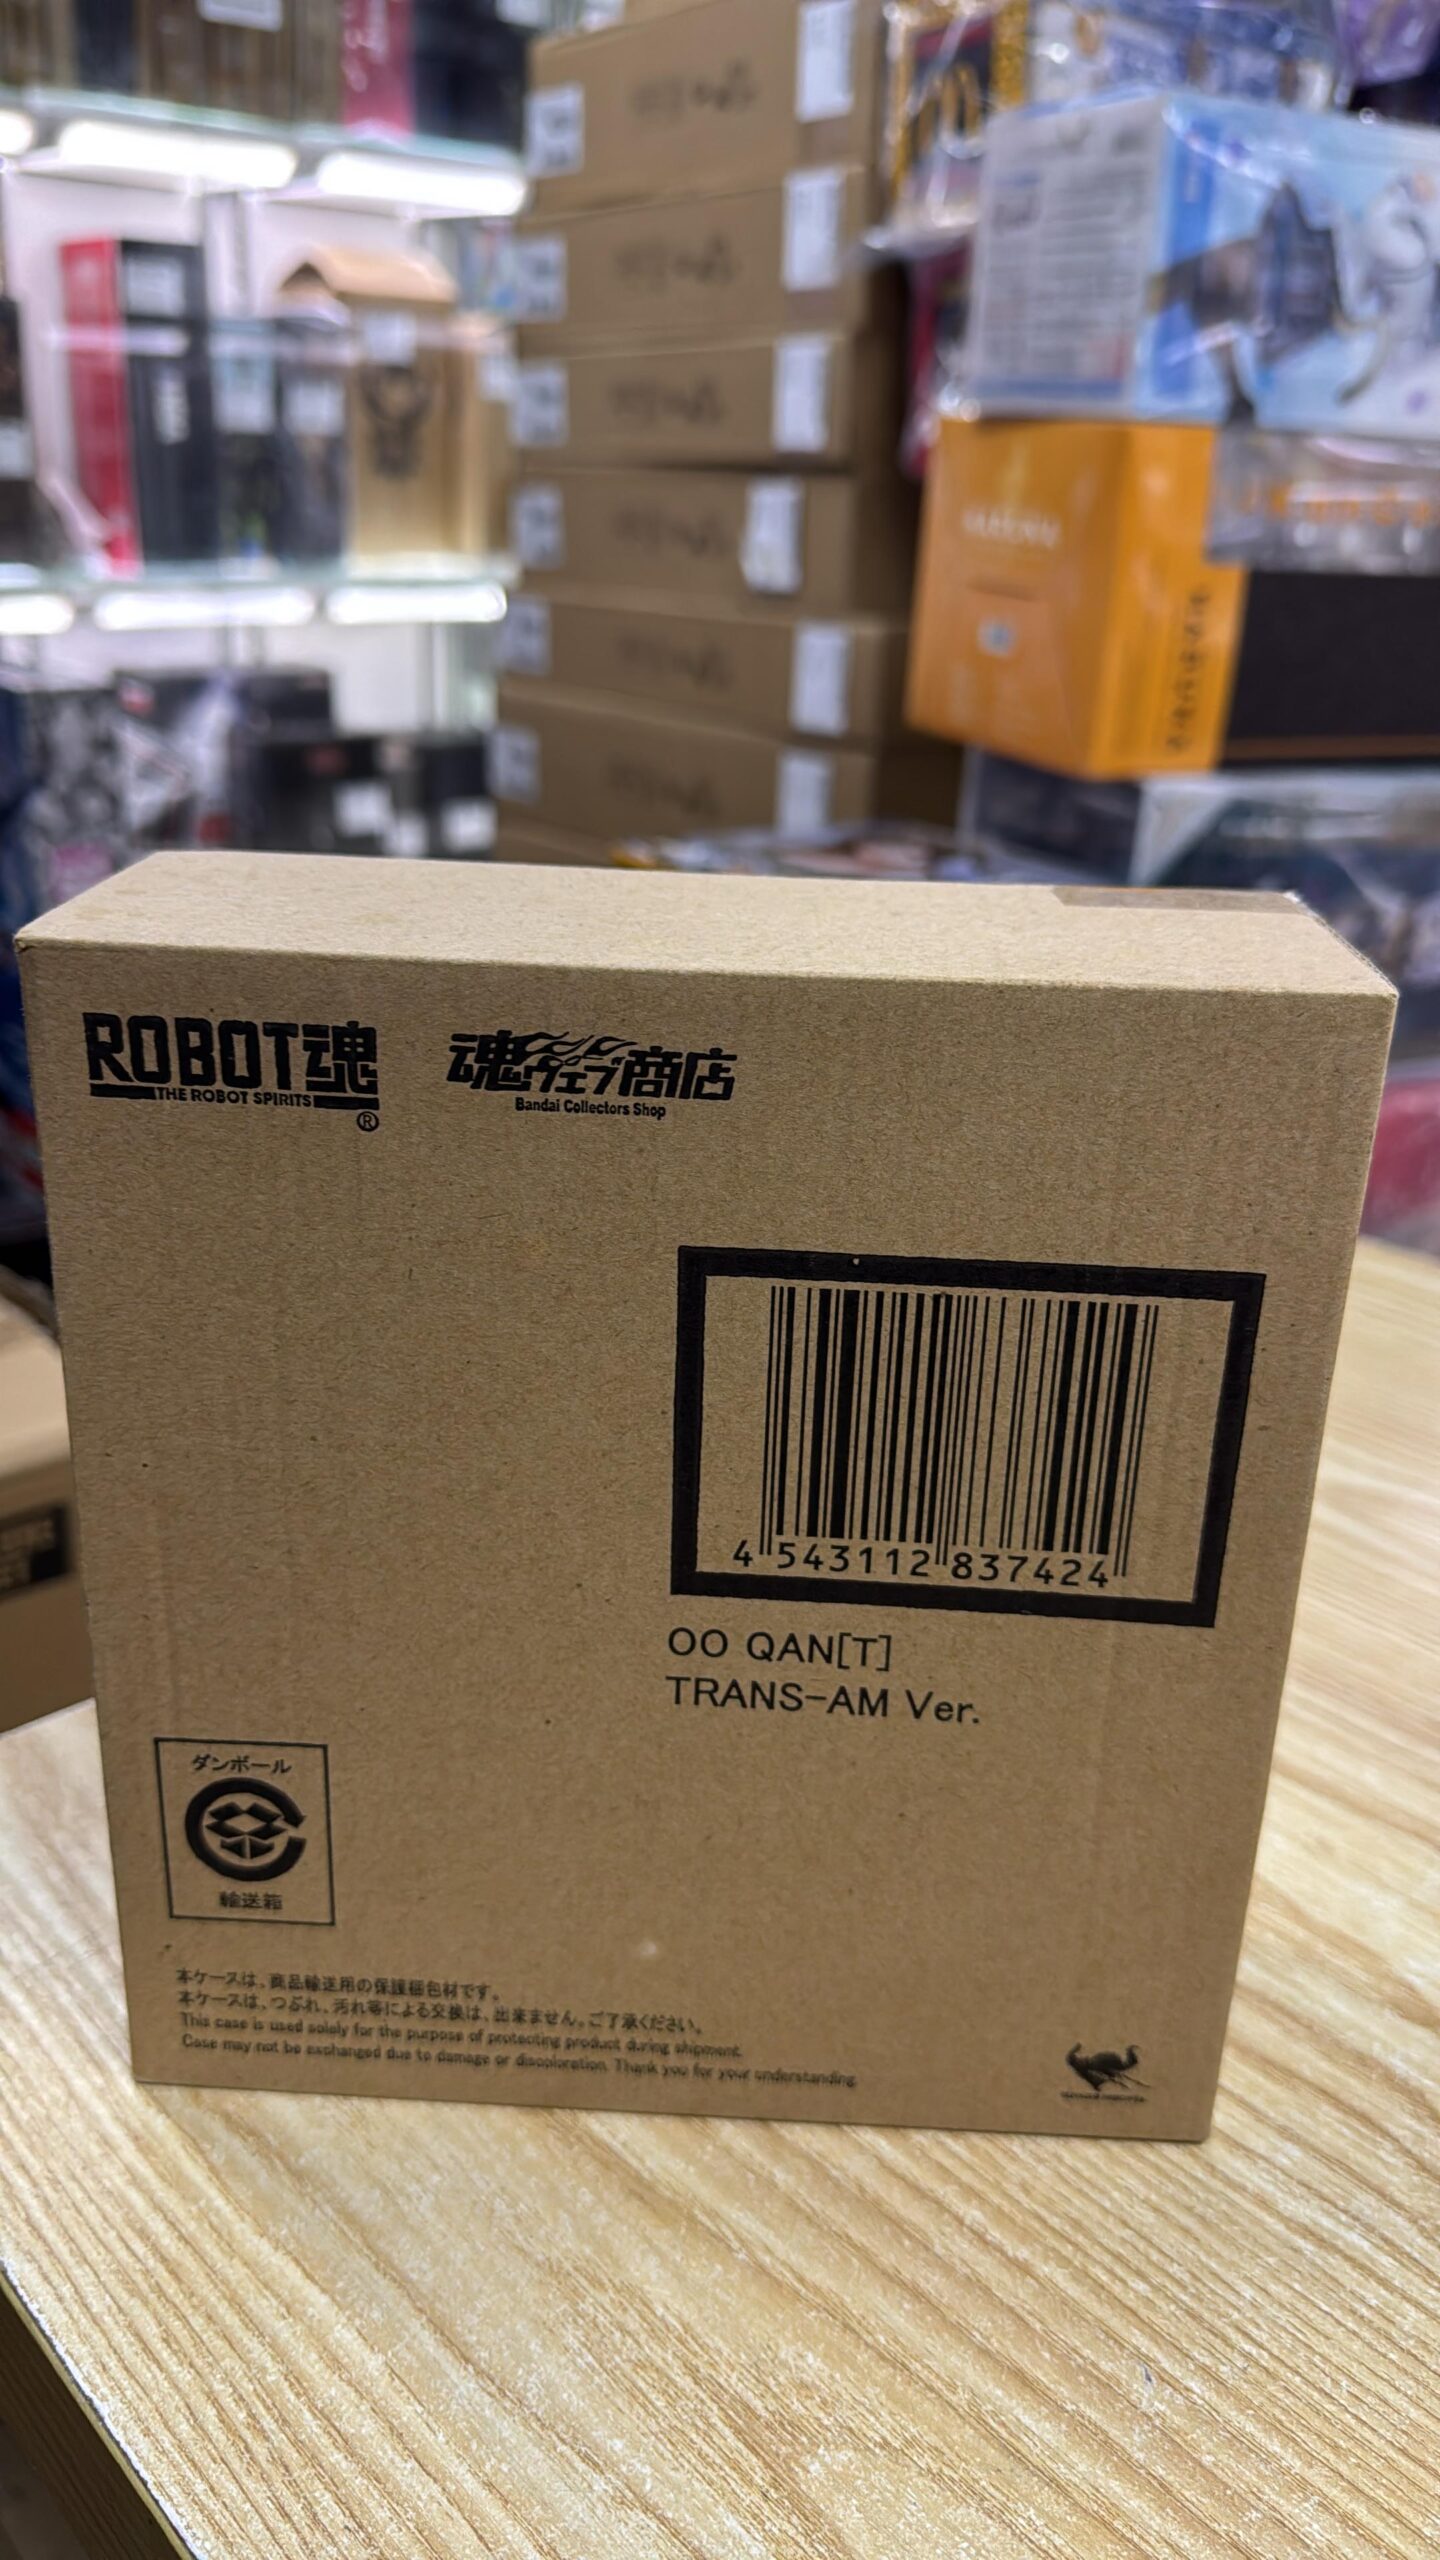 ROBOT魂
THE ROBOT SPIRITS
®
魂ウェブ商店
Bandai Collectors Shop
4 543112 837424
OO QAN[T]
TRANS-AM Ver.
ダンボール
輸送箱
本ケースは、商品輸送用の保護梱包材です。
本ケースは、つぶれ、汚れ等による交換は、出来ません。ご了承ください。
This case is used solely for the purpose of protecting product during shipment.
Case may not be exchanged due to damage or discoloration. Thank you for your understanding.